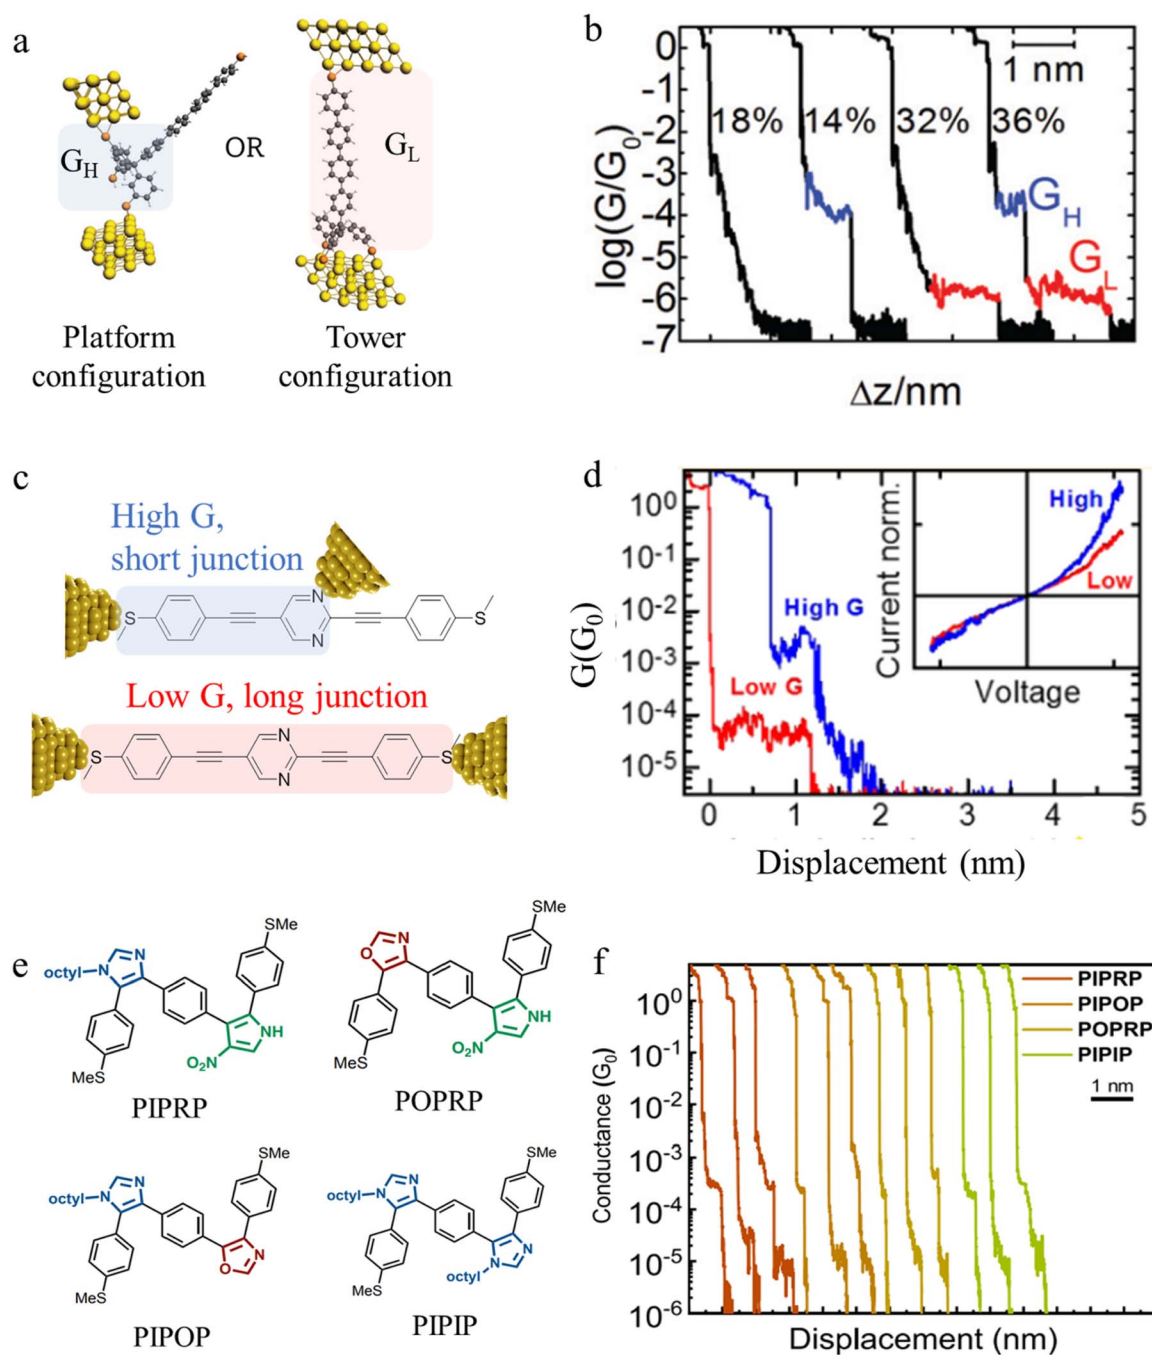 a
G_H
OR
G_L
Platform
configuration
Tower
configuration
b
log(G/G_0)
0
-1
-2
-3
-4
-5
-6
-7
1 nm
18%
14%
32%
36%
G_H
G_L
Δz/nm
c
High G,
short junction
S
N
N
S
Low G, long junction
S
N
N
S
d
G(G_0)
10^0
10^-1
10^-2
10^-3
10^-4
10^-5
High G
Low G
Current norm.
High
Low
Voltage
0 1 2 3 4 5
Displacement (nm)
e
SMe
N
octyl-N
NH
O_2N
MeS
PIPRP
SMe
N
O
NH
O_2N
MeS
POPRP
SMe
N
octyl-N
N
O
MeS
PIPOP
SMe
N
octyl-N
N
octyl-N
MeS
PIPIP
f
Conductance (G_0)
10^0
10^-1
10^-2
10^-3
10^-4
10^-5
10^-6
PIPRP
PIPOP
POPRP
PIPIP
1 nm
Displacement (nm)